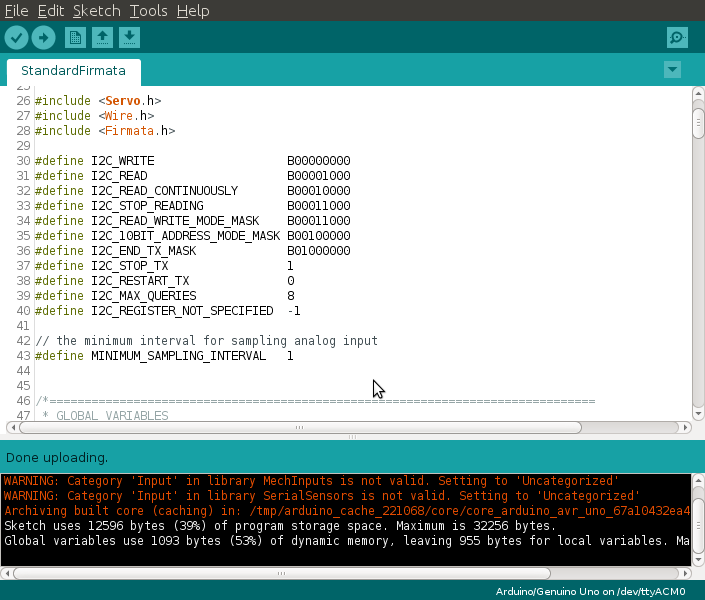 File Edit Sketch Tools Help
StandardFirmata
25
26 #include <Servo.h>
27 #include <Wire.h>
28 #include <Firmata.h>
29
30 #define I2C_WRITE B00000000
31 #define I2C_READ B00001000
32 #define I2C_READ_CONTINUOUSLY B00010000
33 #define I2C_STOP_READING B00011000
34 #define I2C_READ_WRITE_MODE_MASK B00011000
35 #define I2C_10BIT_ADDRESS_MODE_MASK B00100000
36 #define I2C_END_TX_MASK B01000000
37 #define I2C_STOP_TX 1
38 #define I2C_RESTART_TX 0
39 #define I2C_MAX_QUERIES 8
40 #define I2C_REGISTER_NOT_SPECIFIED -1
41
42 // the minimum interval for sampling analog input
43 #define MINIMUM_SAMPLING_INTERVAL 1
44
45
46 /*==============================================================================
47 * GLOBAL VARIABLES
Done uploading.
WARNING: Category 'Input' in library MechInputs is not valid. Setting to 'Uncategorized'
WARNING: Category 'Input' in library SerialSensors is not valid. Setting to 'Uncategorized'
Archiving built core (caching) in: /tmp/arduino_cache_221068/core/core_arduino_avr_uno_67a10432ea4
Sketch uses 12596 bytes (39%) of program storage space. Maximum is 32256 bytes.
Global variables use 1093 bytes (53%) of dynamic memory, leaving 955 bytes for local variables. Ma
Arduino/Genuino Uno on /dev/ttyACM0